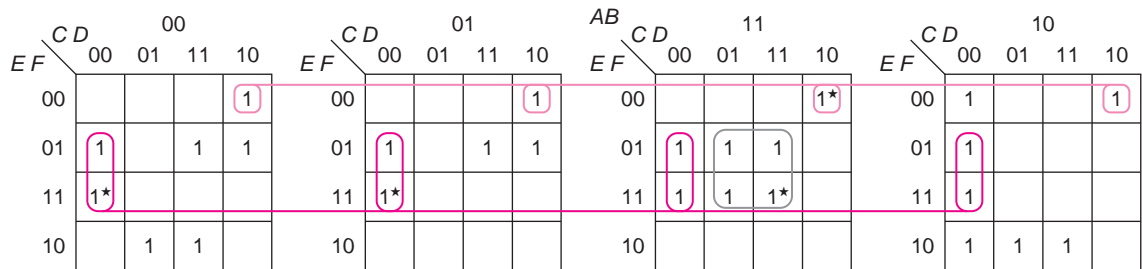 AB
00 01 11 10
CD CD CD CD
EF 00 01 11 10 EF 00 01 11 10 EF 00 01 11 10 EF 00 01 11 10
00 1 00 1 00 1★ 00 1 1
01 1 1 1 01 1 1 1 01 1 1 1 01 1
11 1★ 11 1★ 11 1 1 1★ 11 1
10 1 1 10 10 10 1 1 1